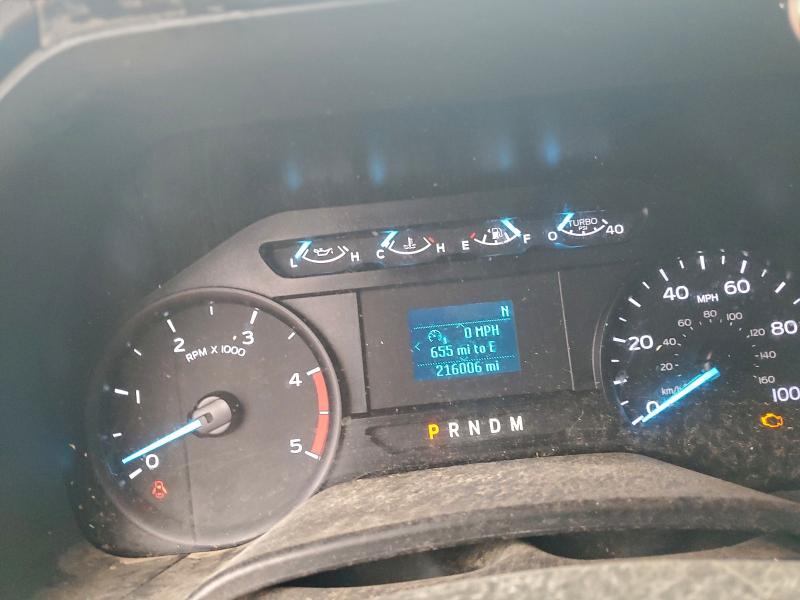 L H C H E F 0 TURBO PSI 40
N
0 MPH
655 mi to E
216006 mi
0 1 2 3 4 5
RPM X 1000
P R N D M
0 20 40 60 80 100
MPH
20 40 60 80 100 120 140 160
km/h